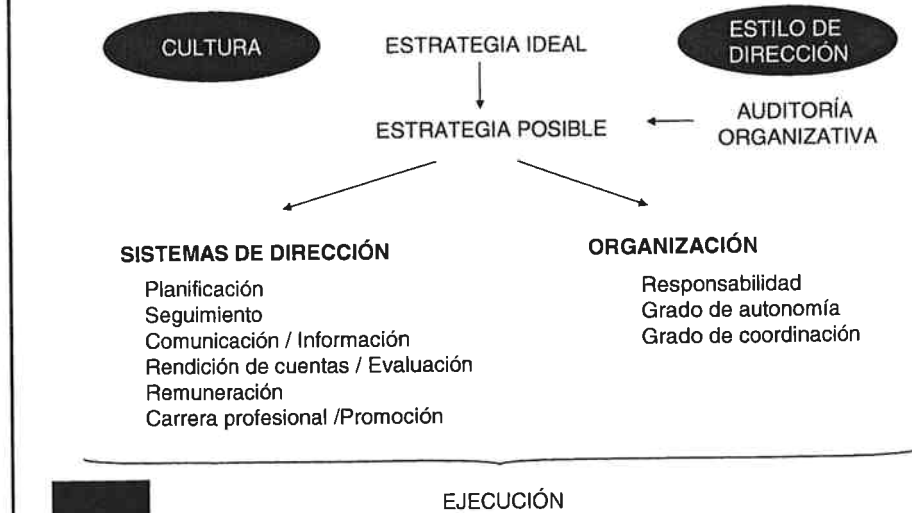 CULTURA
ESTRATEGIA IDEAL
ESTILO DE
DIRECCIÓN
ESTRATEGIA POSIBLE
AUDITORÍA
ORGANIZATIVA
SISTEMAS DE DIRECCIÓN
Planificación
Seguimiento
Comunicación / Información
Rendición de cuentas / Evaluación
Remuneración
Carrera profesional /Promoción
ORGANIZACIÓN
Responsabilidad
Grado de autonomía
Grado de coordinación
EJECUCIÓN